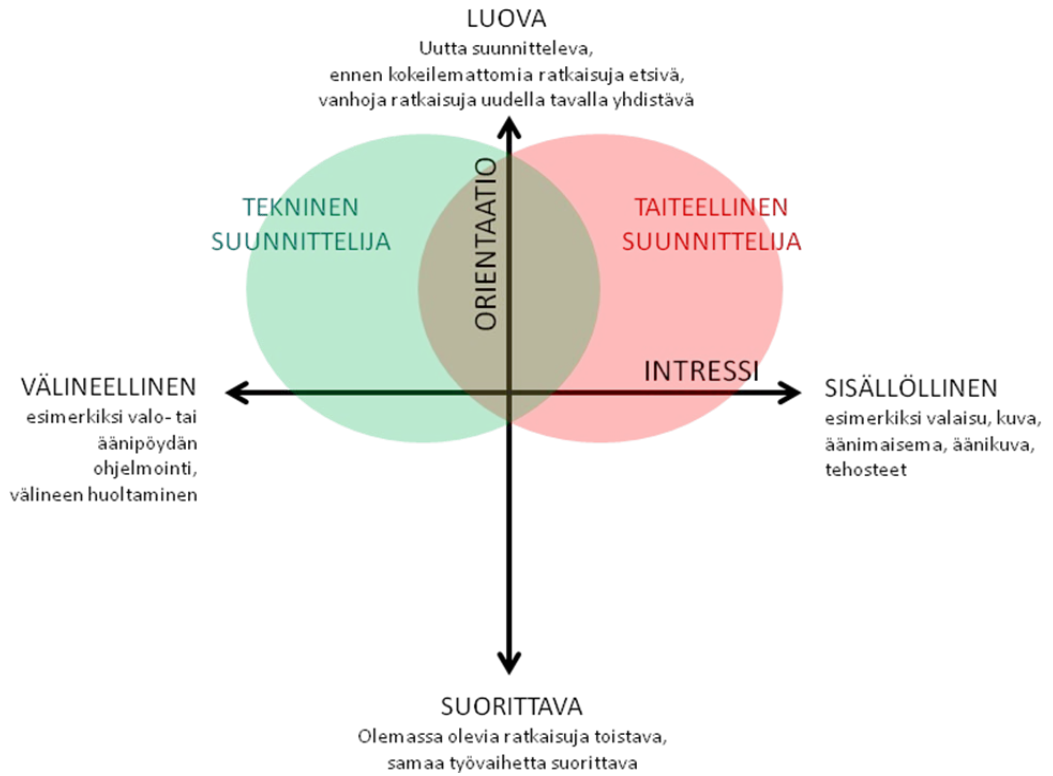 LUOVA
Uutta suunnitteleva,
ennen kokeilemattomia ratkaisuja etsivä,
vanhoja ratkaisuja uudella tavalla yhdistävä
ORIENTAATIO
TEKNINEN
SUUNNITTELIJA
TAITEELLINEN
SUUNNITTELIJA
INTRESSI
VÄLINEELLINEN
esimerkiksi valo- tai
äänipöydän
ohjelmointi,
välineen huoltaminen
SISÄLLÖLLINEN
esimerkiksi valaisu, kuva,
äänimaisema, äänikuva,
tehosteet
SUORITTAVA
Olemassa olevia ratkaisuja toistava,
samaa työvaihetta suorittava